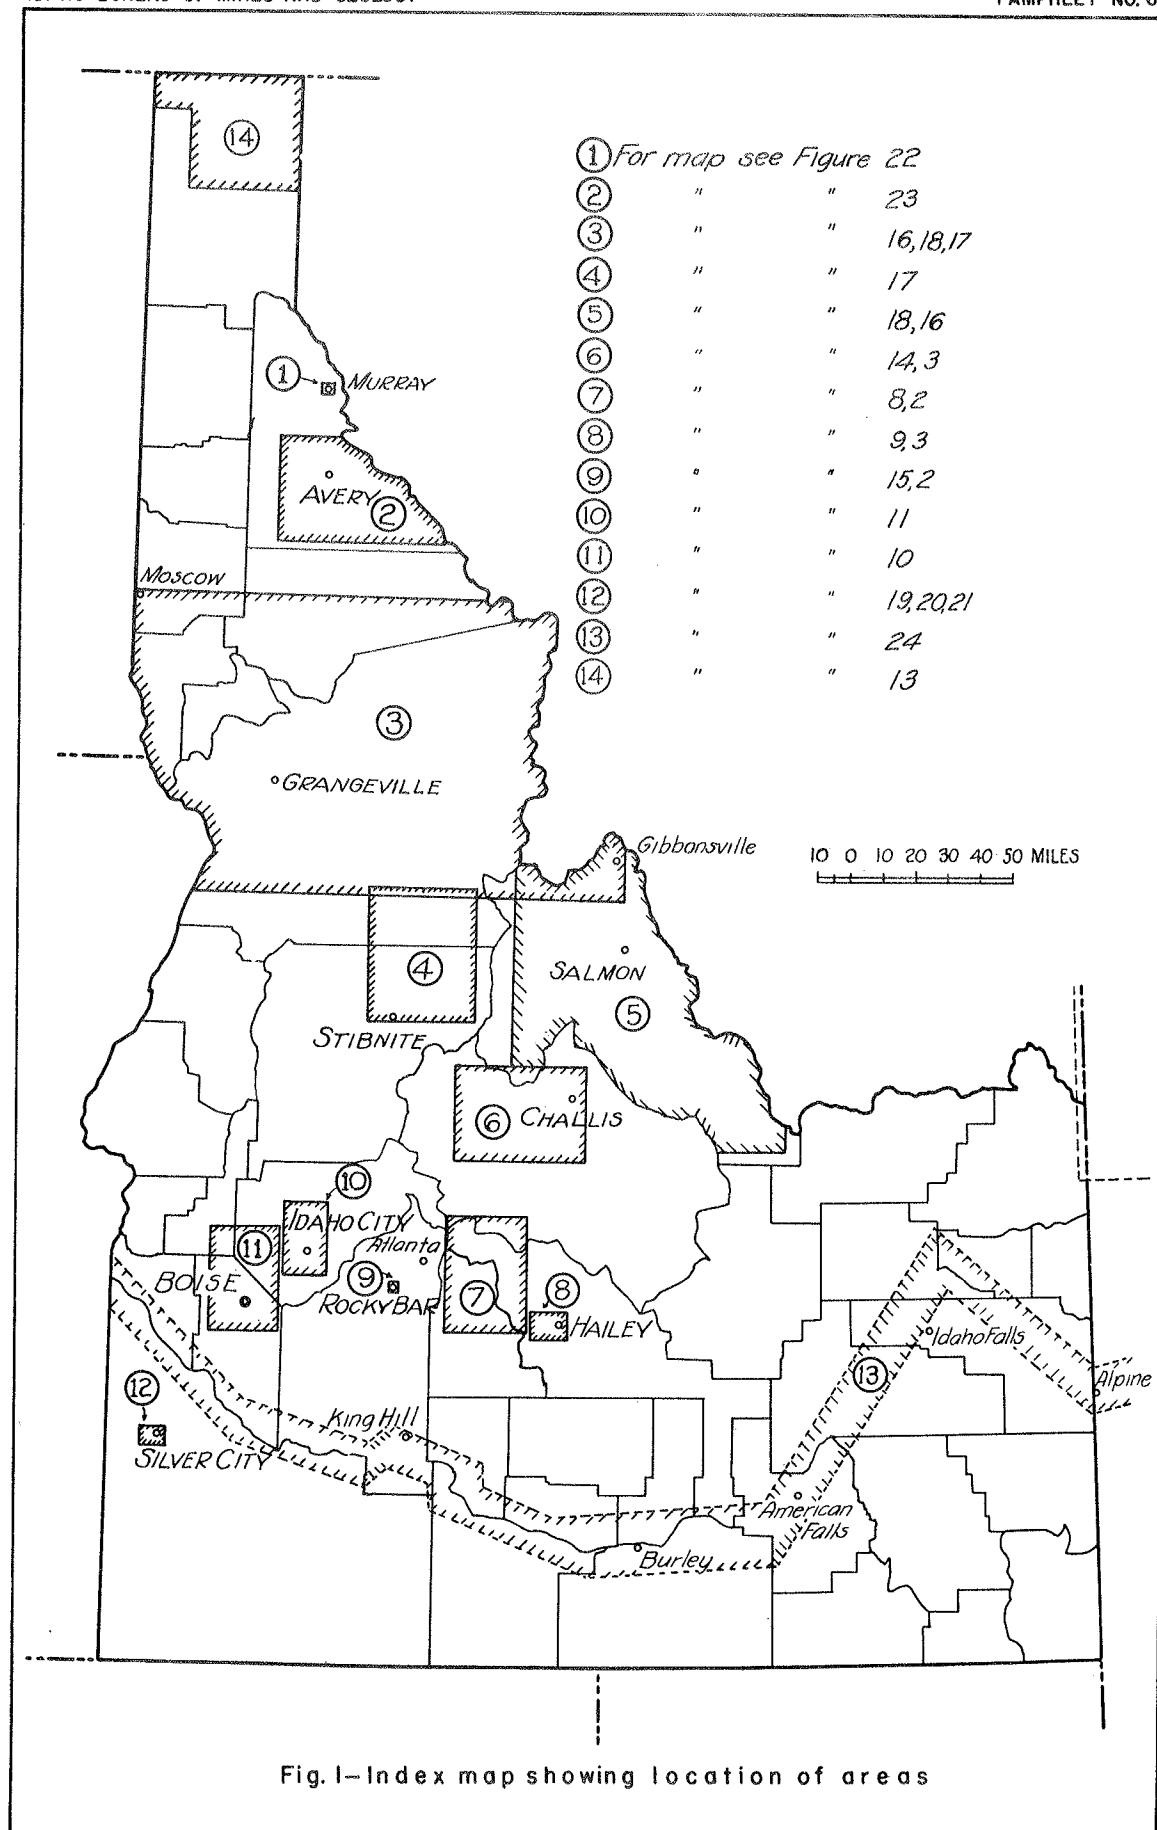 PAMPHLET NO.
14
① For map see Figure 22
② " " 23
③ " " 16,18,17
④ " " 17
⑤ " " 18,16
⑥ " " 14,3
⑦ " " 8,2
⑧ " " 9,3
⑨ " " 15,2
⑩ " " 11
⑪ " " 10
⑫ " " 19,20,21
⑬ " " 24
⑭ " " 13
1
MURRAY
AVERY
2
MOSCOW
3
GRANGEVILLE
Gibbonsville
10 0 10 20 30 40 50 MILES
4
SALMON
5
STIBNITE
6
CHALLIS
10
IDAHO CITY
11
Atlanta
BOISE
9
ROCKY BAR
7
8
HAILEY
Idaho Falls
13
Alpine
12
King Hill
SILVER CITY
American
Falls
Burley
Fig. 1—Index map showing location of areas